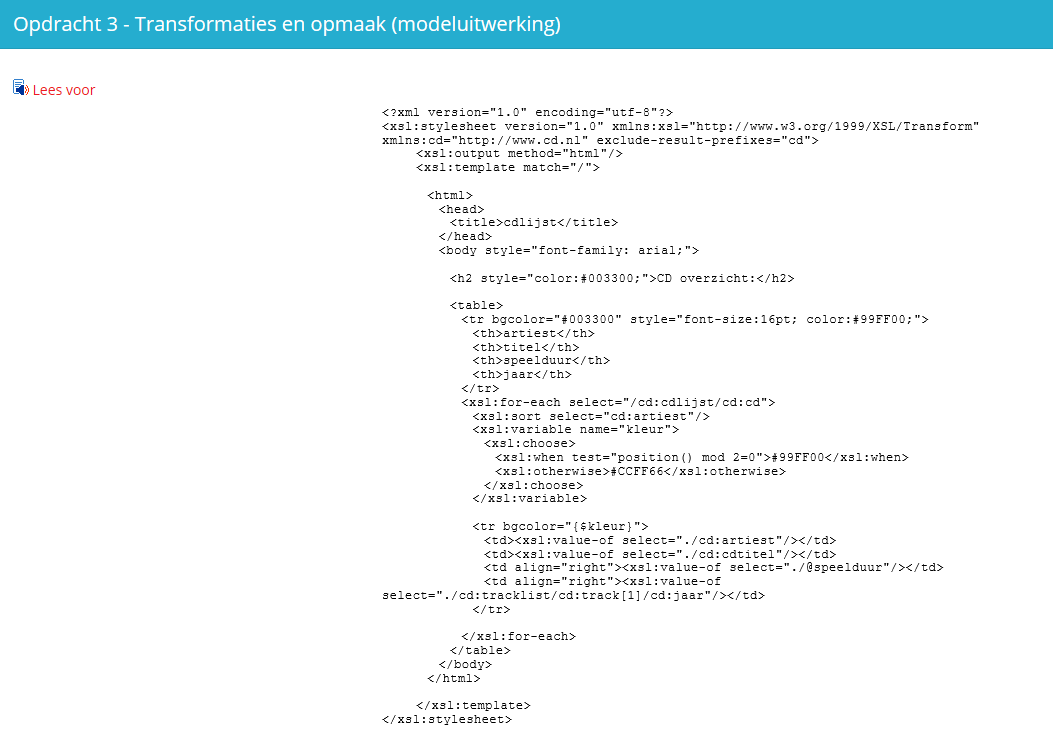 Opdracht 3 - Transformaties en opmaak (modeluitwerking)
Lees voor
<?xml version="1.0" encoding="utf-8"?>
<xsl:stylesheet version="1.0" xmlns:xsl="http://www.w3.org/1999/XSL/Transform"
xmlns:cd="http://www.cd.nl" exclude-result-prefixes="cd">
<xsl:output method="html"/>
<xsl:template match="/">
<html>
<head>
<title>cdlijst</title>
</head>
<body style="font-family: arial;">
<h2 style="color:#003300;">CD overzicht:</h2>
<table>
<tr bgcolor="#003300" style="font-size:16pt; color:#99FF00;">
<th>artiest</th>
<th>titel</th>
<th>speelduur</th>
<th>jaar</th>
</tr>
<xsl:for-each select="/cd:cdlijst/cd:cd">
<xsl:sort select="cd:artiest"/>
<xsl:variable name="kleur">
<xsl:choose>
<xsl:when test="position() mod 2=0">#99FF00</xsl:when>
<xsl:otherwise>#CCFF66</xsl:otherwise>
</xsl:choose>
</xsl:variable>
<tr bgcolor="{$kleur}">
<td><xsl:value-of select="./cd:artiest"/></td>
<td><xsl:value-of select="./cd:cdtitel"/></td>
<td align="right"><xsl:value-of select="./@speelduur"/></td>
<td align="right"><xsl:value-of
select="./cd:tracklist/cd:track[1]/cd:jaar"/></td>
</tr>
</xsl:for-each>
</table>
</body>
</html>
</xsl:template>
</xsl:stylesheet>